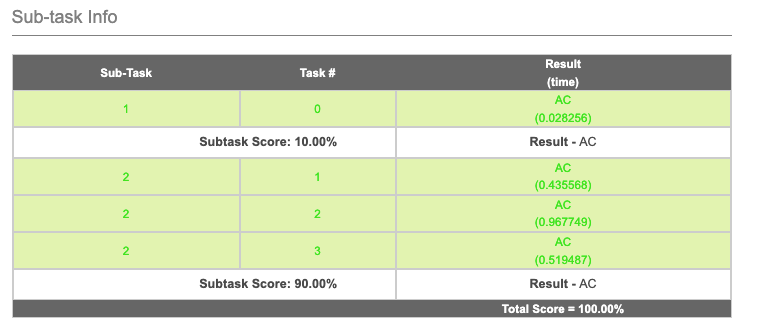 Sub-task Info
Sub-Task Task # Result
(time)
1 0 AC
(0.028256)
Subtask Score: 10.00% Result - AC
2 1 AC
(0.435568)
2 2 AC
(0.967749)
2 3 AC
(0.519487)
Subtask Score: 90.00% Result - AC
Total Score = 100.00%